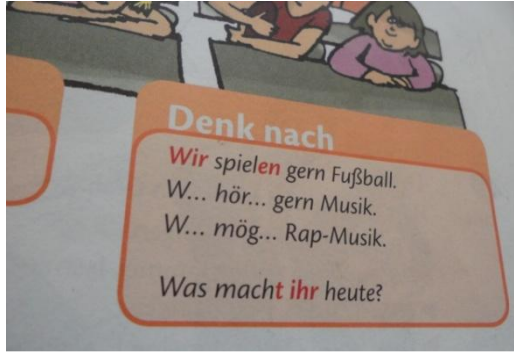 Denk nach
Wir spielen gern Fußball.
W... hör... gern Musik.
W... mög... Rap-Musik.
Was macht ihr heute?